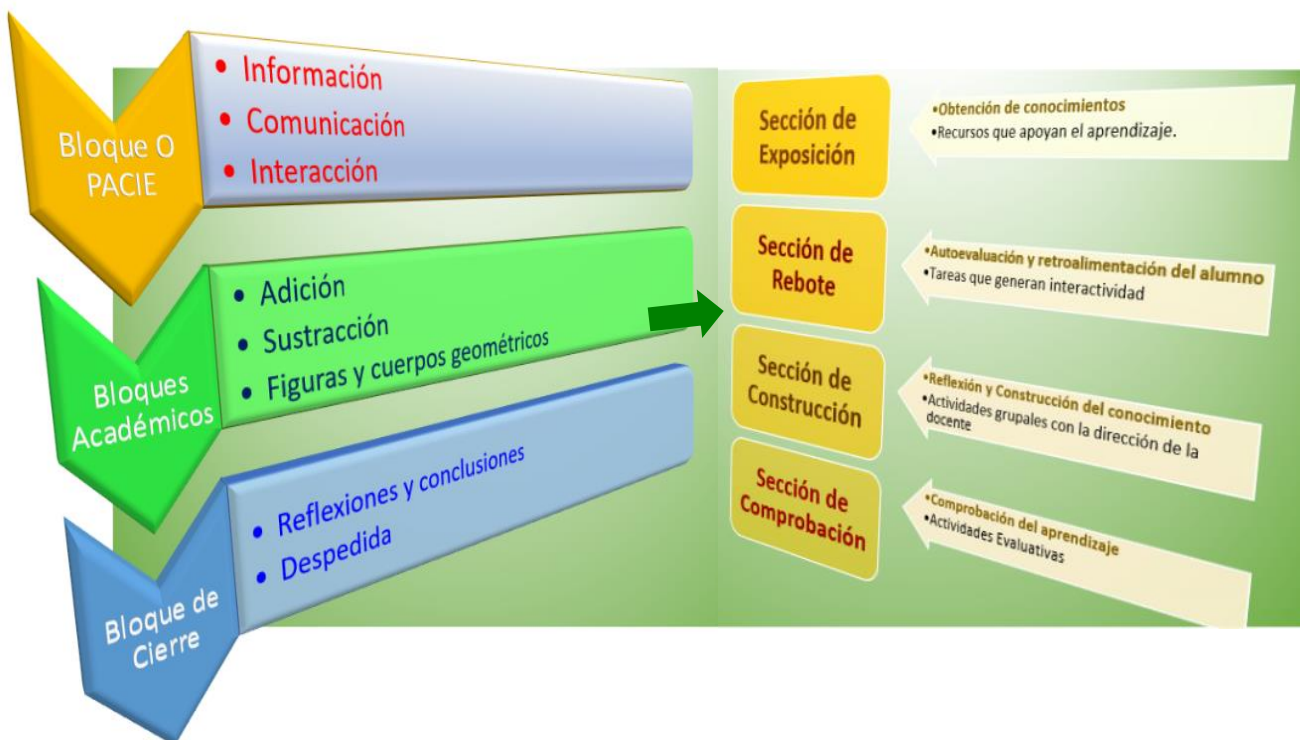 Bloque O
PACIE
• Información
• Comunicación
• Interacción
Bloques
Académicos
• Adición
• Sustracción
• Figuras y cuerpos geométricos
Bloque de
Cierre
• Reflexiones y conclusiones
• Despedida
Sección de
Exposición
•Obtención de conocimientos
•Recursos que apoyan el aprendizaje.
Sección de
Rebote
•Autoevaluación y retroalimentación del alumno
•Tareas que generan interactividad
Sección de
Construcción
•Reflexión y Construcción del conocimiento
•Actividades grupales con la dirección de la
docente
Sección de
Comprobación
•Comprobación del aprendizaje
•Actividades Evaluativas